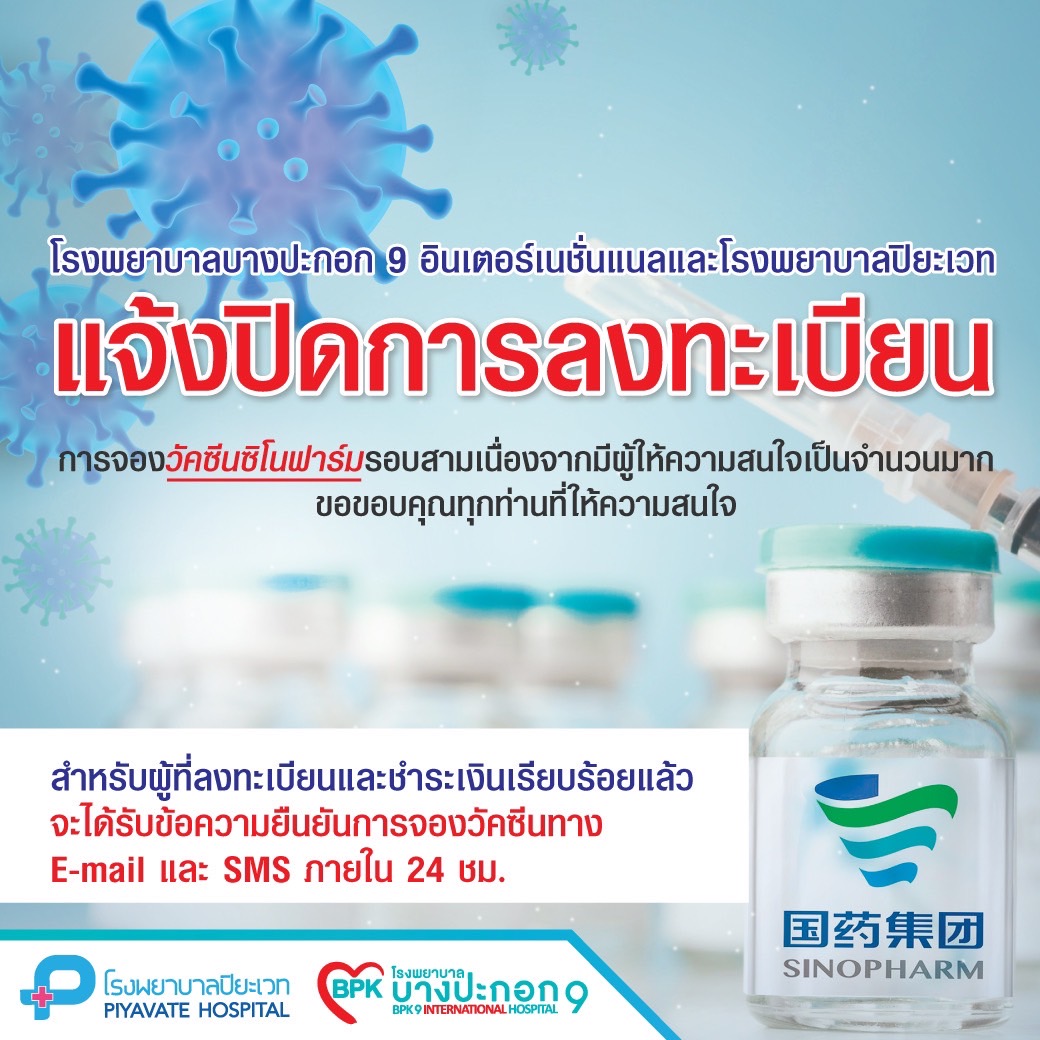 โรงพยาบาลบางปะกอก 9 อินเตอร์เนชั่นแนลและโรงพยาบาลปิยะเวท
แจ้งปิดการลงทะเบียน
การจองวัคซีนซิโนฟาร์มรอบสามเนื่องจากมีผู้ให้ความสนใจเป็นจำนวนมาก
ขอขอบคุณทุกท่านที่ให้ความสนใจ
สำหรับผู้ที่ลงทะเบียนและชำระเงินเรียบร้อยแล้ว
จะได้รับข้อความยืนยันการจองวัคซีนทาง
E-mail และ SMS ภายใน 24 ชม.
国药集团
SINOPHARM
โรงพยาบาลปิยะเวท
PIYAVATE HOSPITAL
BPK
โรงพยาบาล
บางปะกอก 9
BPK 9 INTERNATIONAL HOSPITAL